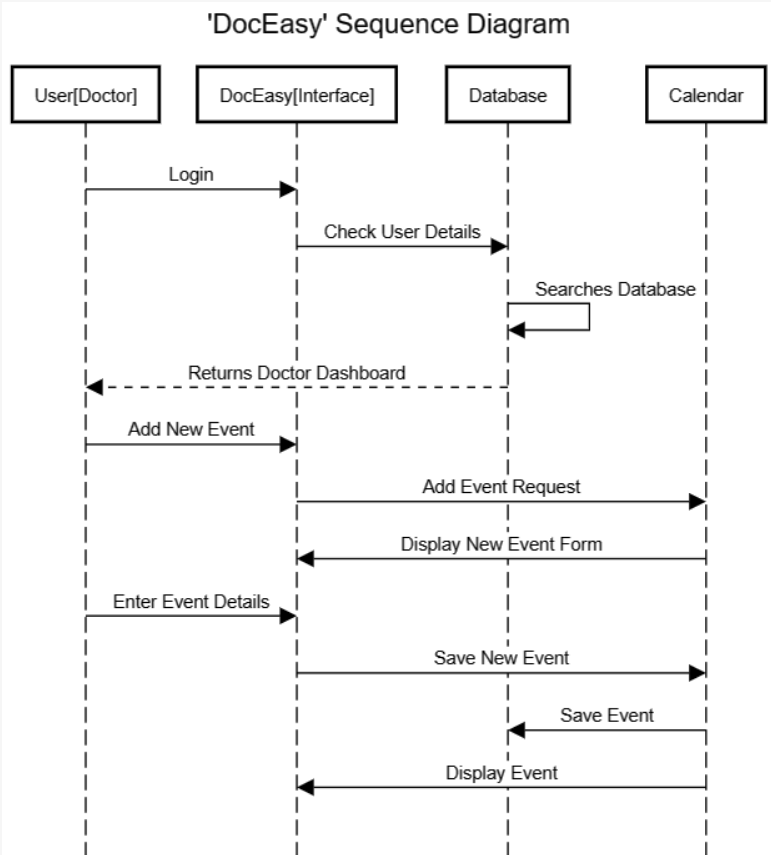 'DocEasy' Sequence Diagram
User[Doctor]
DocEasy[Interface]
Database
Calendar
Login
Check User Details
Searches Database
Returns Doctor Dashboard
Add New Event
Add Event Request
Display New Event Form
Enter Event Details
Save New Event
Save Event
Display Event